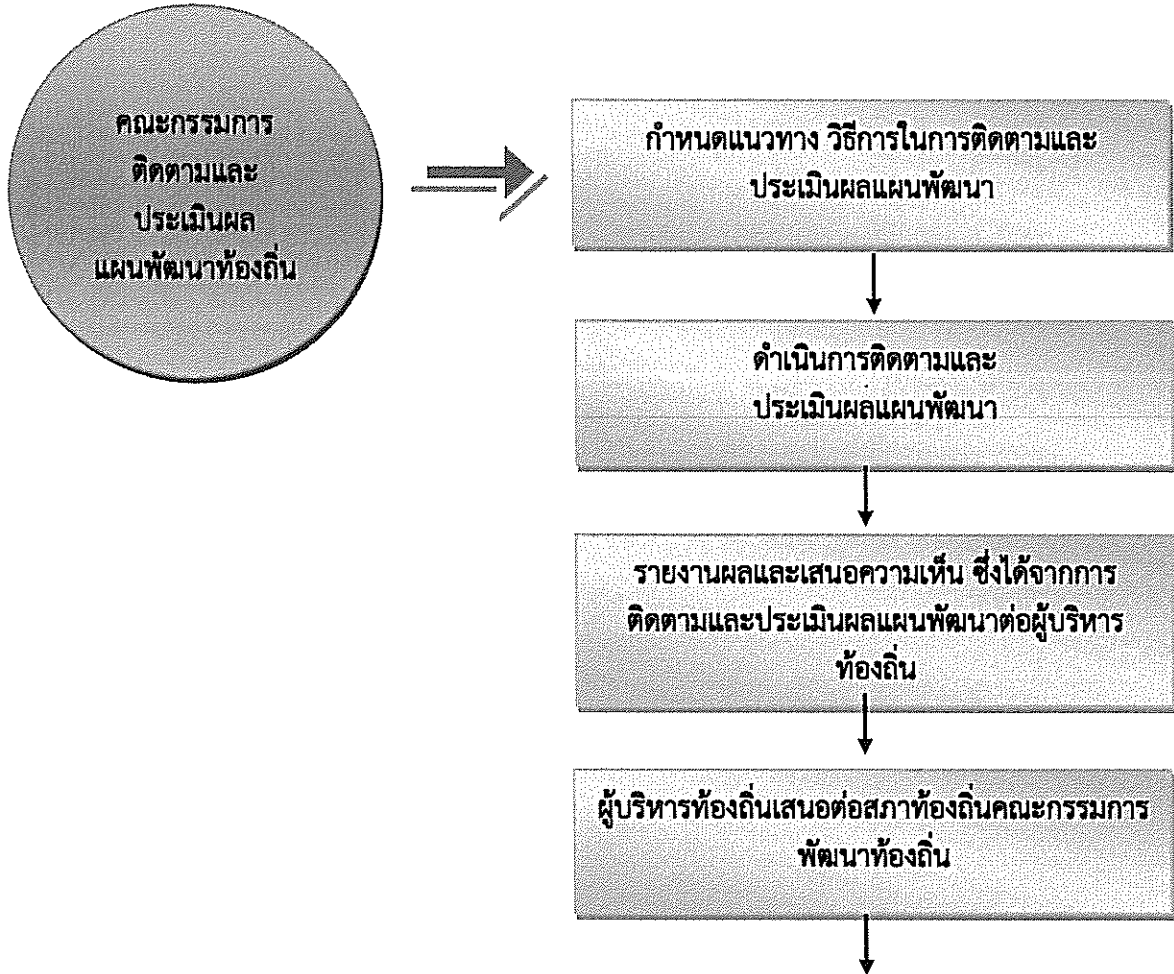 คณะกรรมการ
ติดตามและ
ประเมินผล
แผนพัฒนาท้องถิ่น
กำหนดแนวทาง วิธีการในการติดตามและ
ประเมินผลแผนพัฒนา
ดำเนินการติดตามและ
ประเมินผลแผนพัฒนา
รายงานผลและเสนอความเห็น ซึ่งได้จากการ
ติดตามและประเมินผลแผนพัฒนาต่อผู้บริหาร
ท้องถิ่น
ผู้บริหารท้องถิ่นเสนอต่อสภาท้องถิ่นคณะกรรมการ
พัฒนาท้องถิ่น